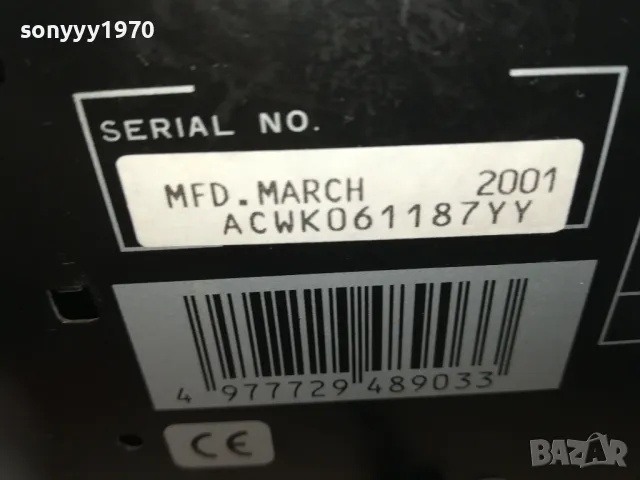 sonyyy1970
SERIAL NO.
MFD.MARCH 2001
ACWK061187YY
4 977729 489033
CE
BAZAR